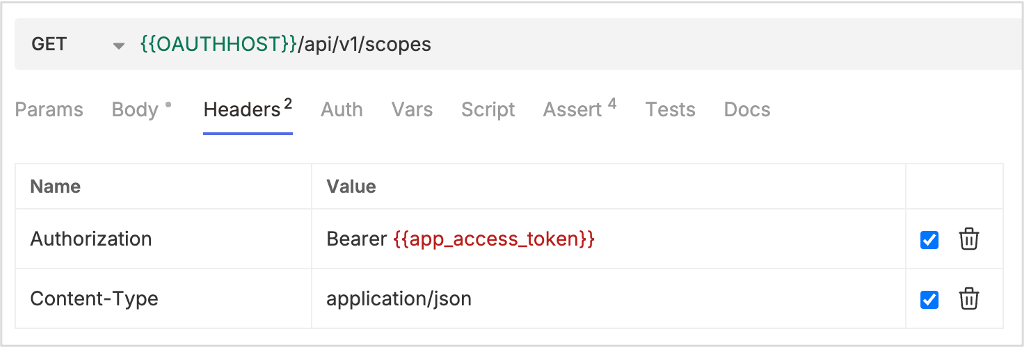 GET {{OAUTHHOST}}/api/v1/scopes
Params Body Headers 2 Auth Vars Script Assert 4 Tests Docs
Name Value
Authorization Bearer {{app_access_token}}
Content-Type application/json